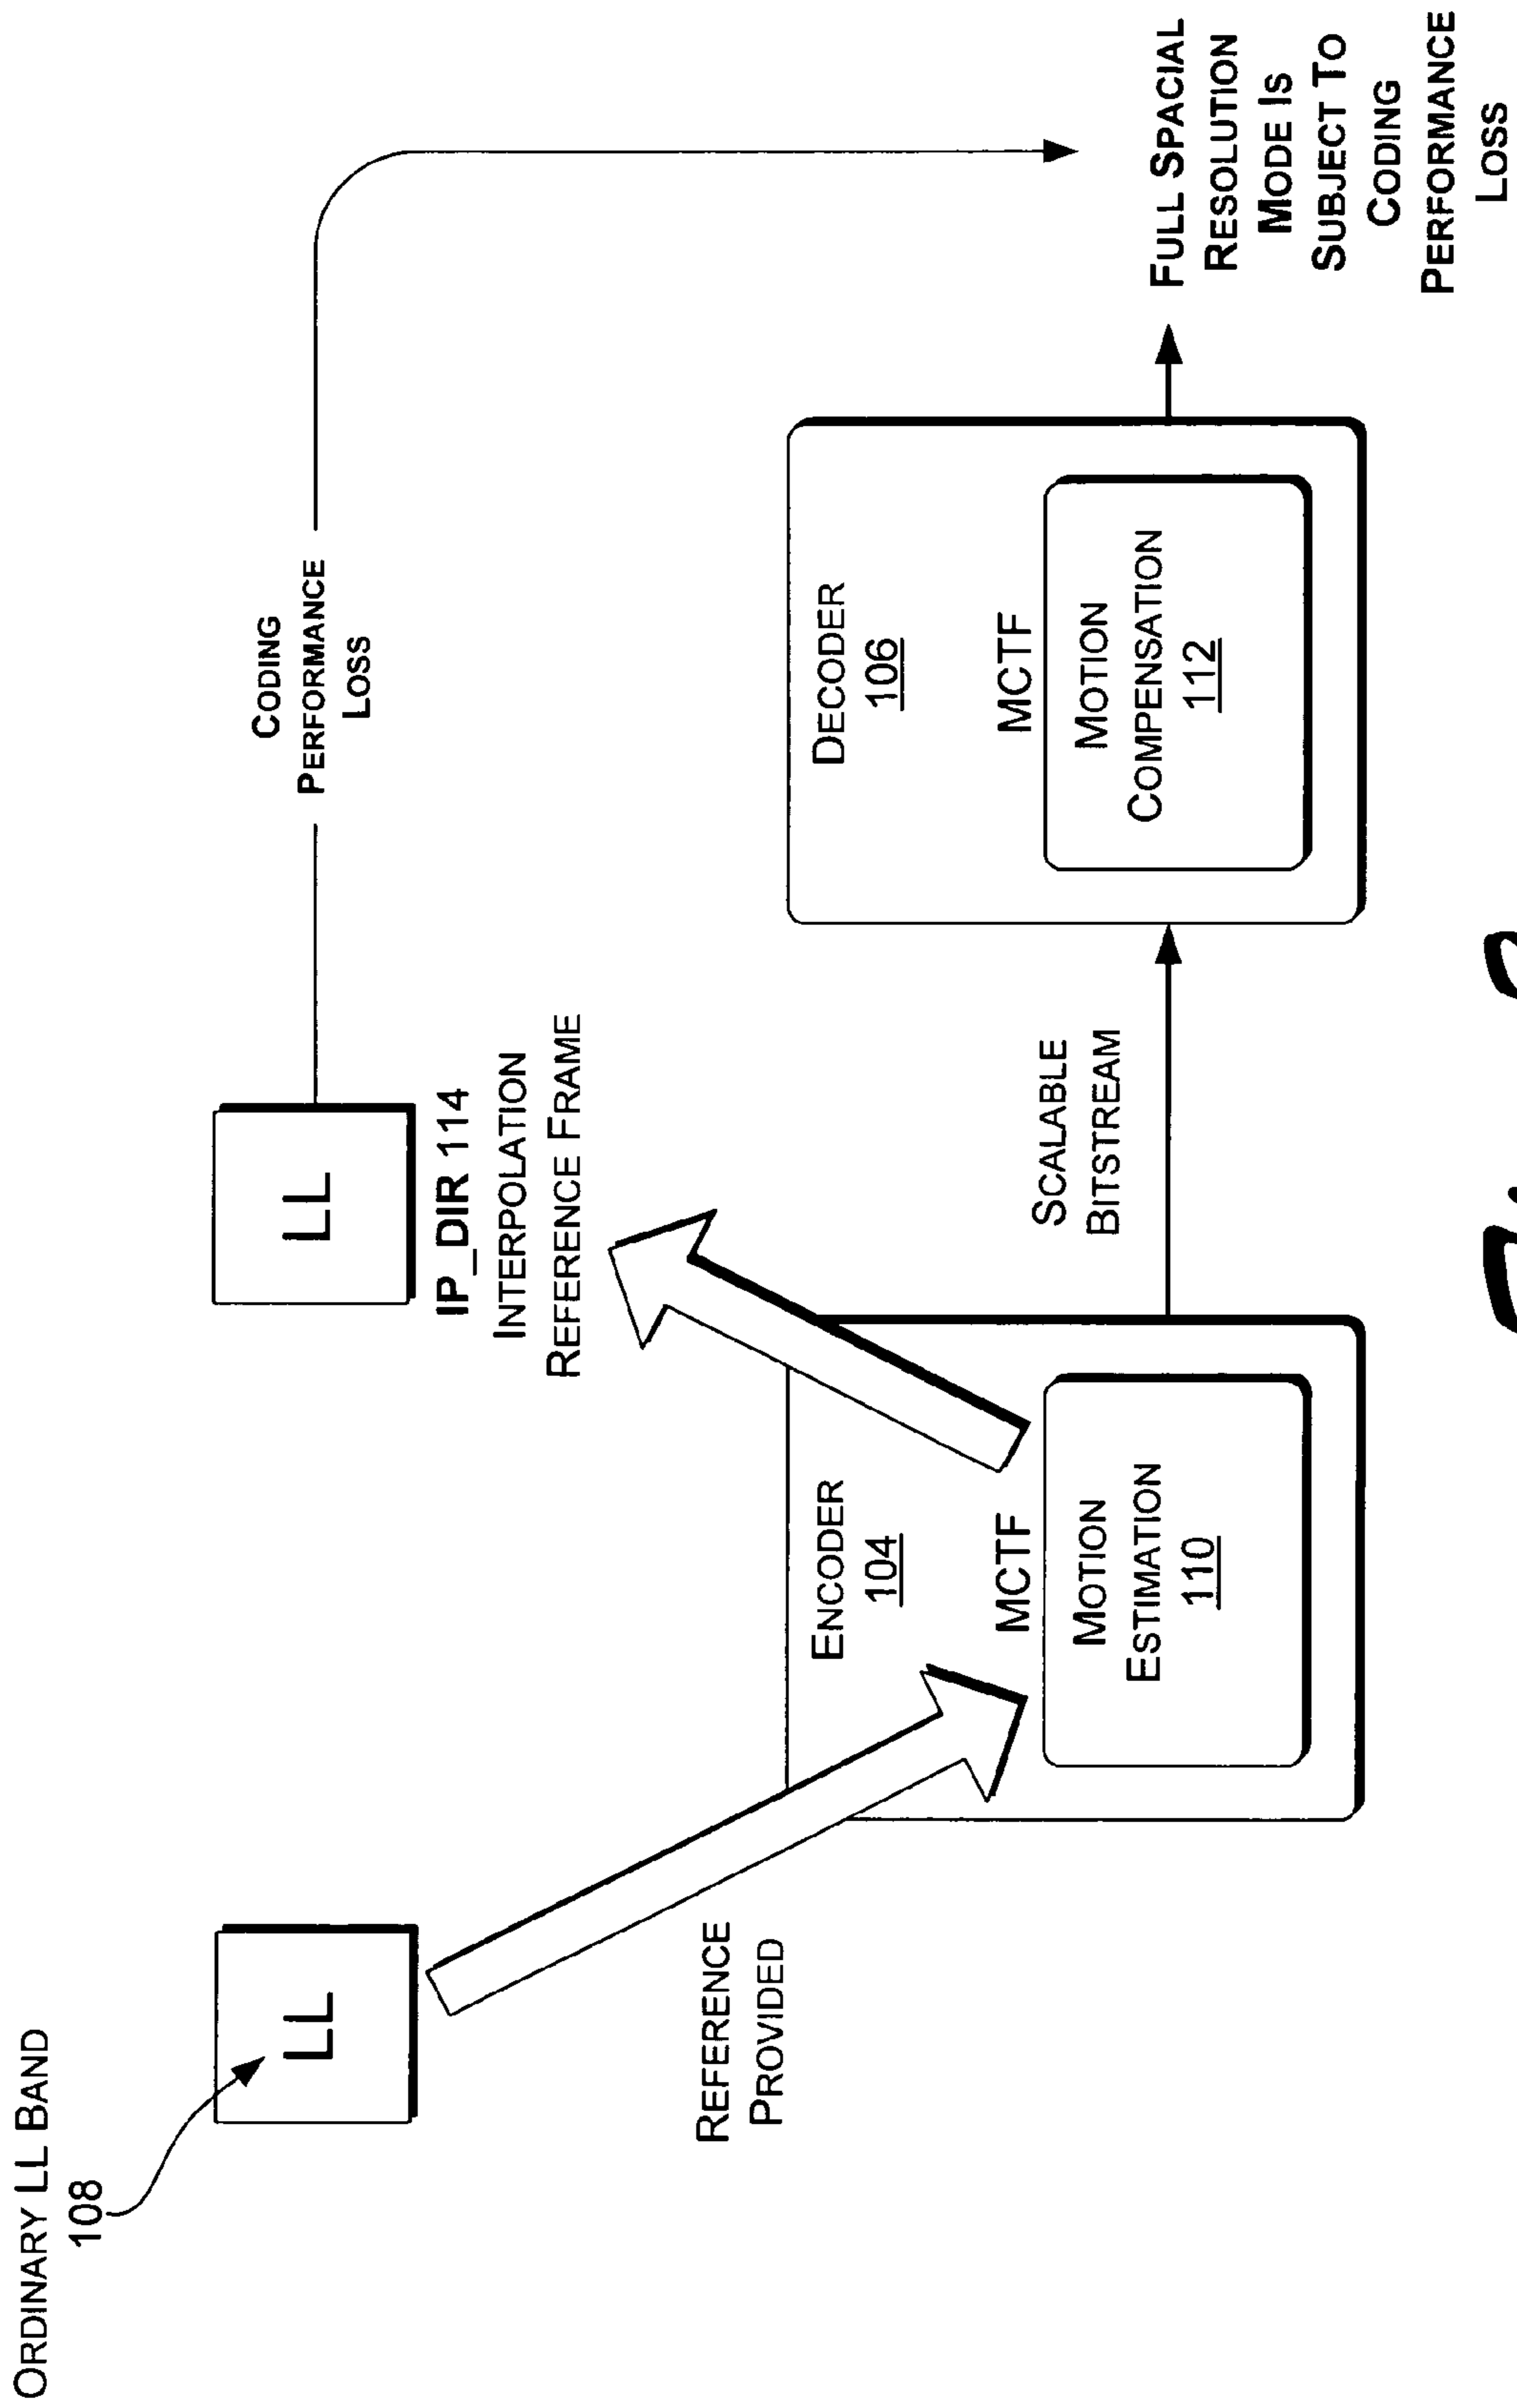 ORDINARY LL BAND
108
LL
REFERENCE
PROVIDED
ENCODER
104
MCTF
MOTION
ESTIMATION
110
LL
IP_DIR 114
INTERPOLATION
REFERENCE FRAME
SCALABLE
BITSTREAM
CODING
PERFORMANCE
LOSS
DECODER
106
MCTF
MOTION
COMPENSATION
112
FULL SPACIAL
RESOLUTION
MODE IS
SUBJECT TO
CODING
PERFORMANCE
LOSS